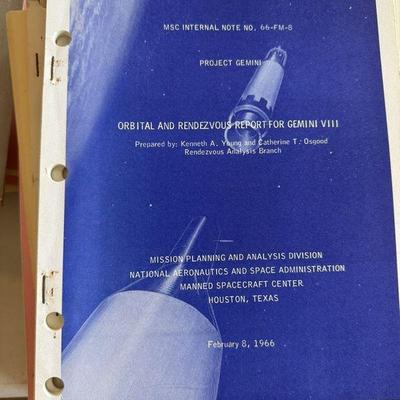 MSC INTERNAL NOTE NO. 66-FM-8
PROJECT GEMINI
ORBITAL AND RENDEZVOUS REPORT FOR GEMINI VIII
Prepared by: Kenneth A. Young and Catherine T. Osgood
Rendezvous Analysis Branch
MISSION PLANNING AND ANALYSIS DIVISION
NATIONAL AERONAUTICS AND SPACE ADMINISTRATION
MANNED SPACECRAFT CENTER
HOUSTON, TEXAS
February 8, 1966